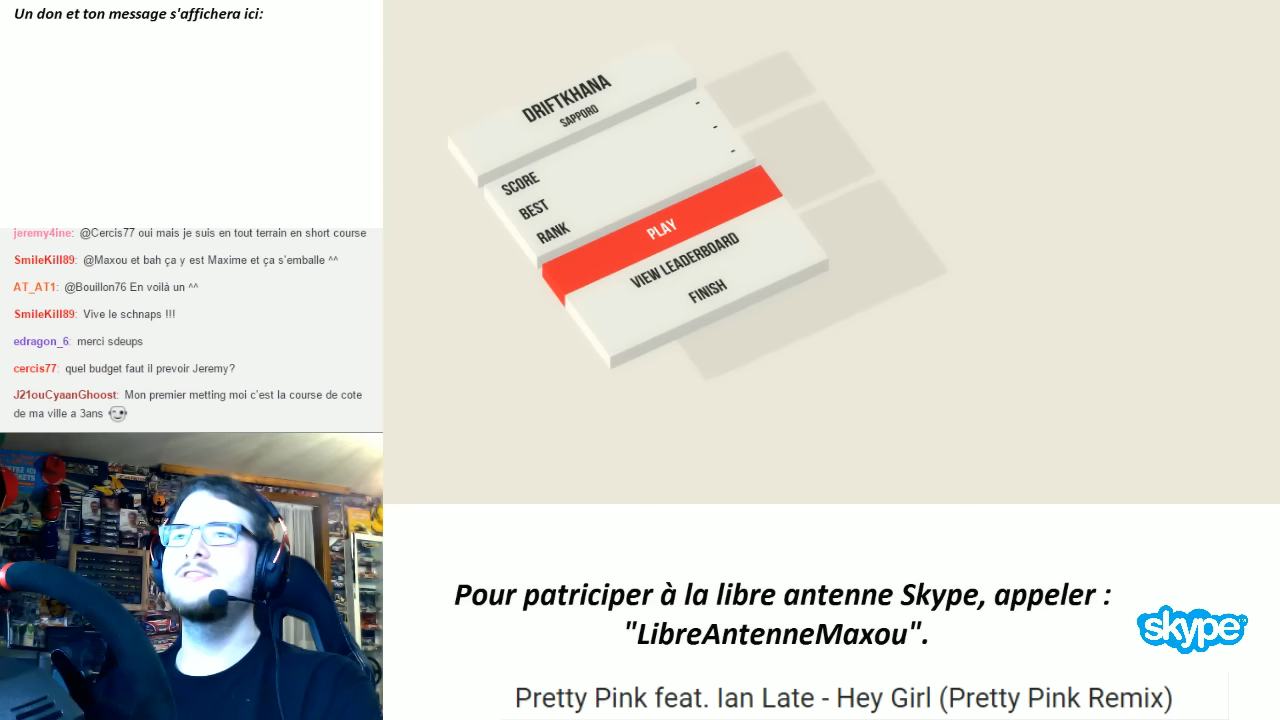 Un don et ton message s'affichera ici:
jeremy4ine: @Cercis77 oui mais je suis en tout terrain en short course
SmileKill89: @Maxou et bah ça y est Maxime et ça s'emballe ^^
AT_AT1: @Bouillon76 En voilà un ^^
SmileKill89: Vive le schnaps !!!
edragon_6: merci sdeups
cercis77: quel budget faut il prevoir Jeremy?
J21ouCyaanGhoost: Mon premier metting moi c'est la course de cote
de ma ville a 3ans
DRIFTKHANA
SAPPORO
SCORE -
BEST -
RANK -
PLAY
VIEW LEADERBOARD
FINISH
Pour patriciper à la libre antenne Skype, appeler :
"LibreAntenneMaxou".
skype
Pretty Pink feat. Ian Late - Hey Girl (Pretty Pink Remix)